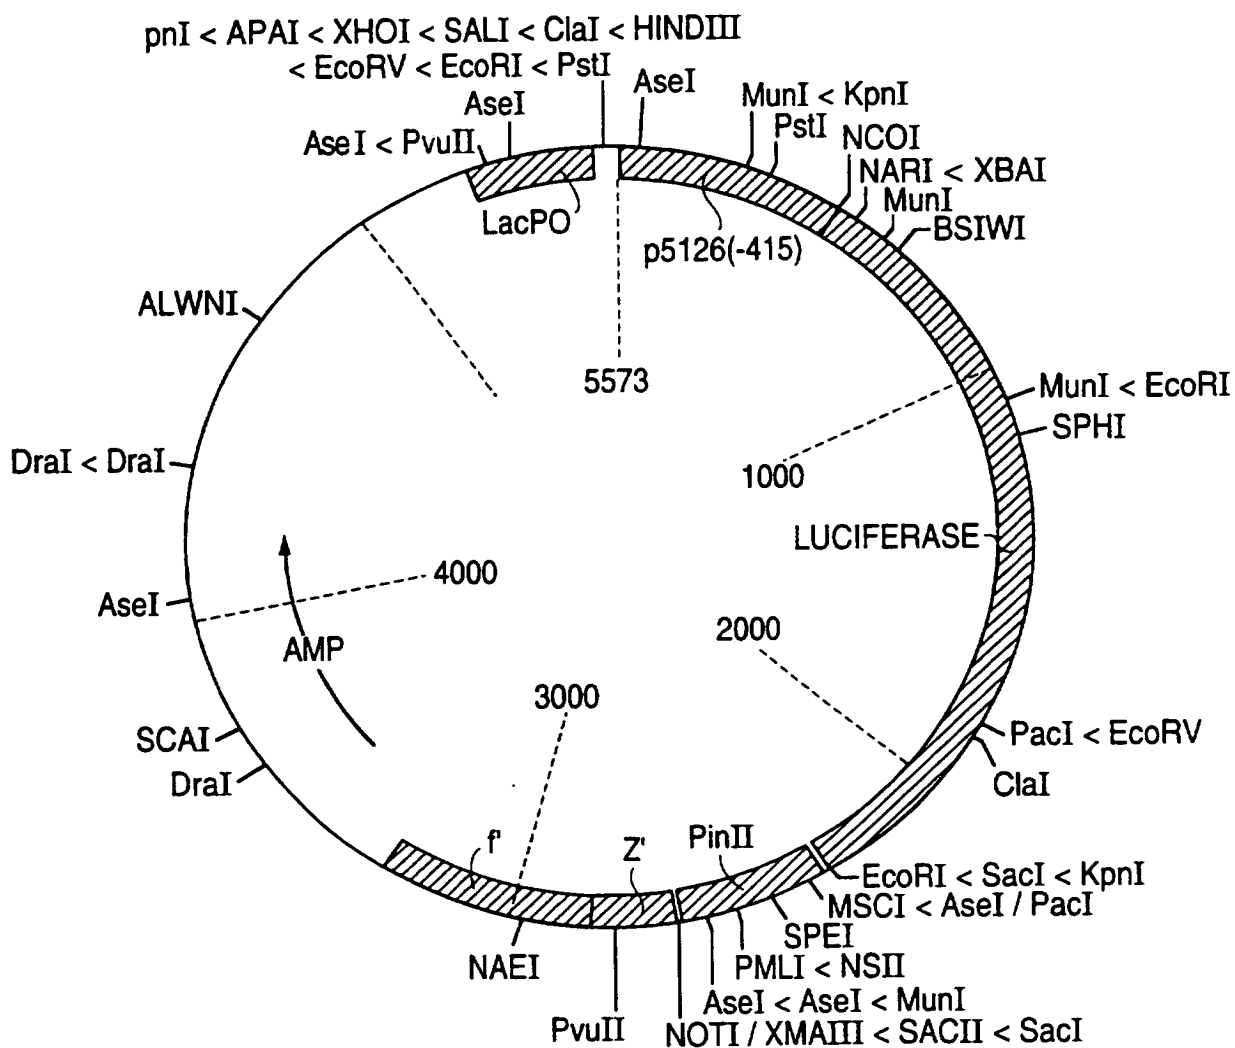 pnI < APAI < XHOI < SALI < ClaI < HINDIII
< EcoRV < EcoRI < PstI
AseI
AseI
MunI < KpnI
PstI
AseI < PvuII
NCOI
NARI < XBAI
MunI
BSIWI
LacPO
p5126(-415)
ALWNI
5573
MunI < EcoRI
SPHI
DraI < DraI
1000
LUCIFERASE
4000
AseI
AMP
2000
3000
SCAI
PacI < EcoRV
DraI
ClaI
f'
Z'
PinII
EcoRI < SacI < KpnI
MSCI < AseI / PacI
SPEI
NAEI
PMLI < NSII
AseI < AseI < MunI
PvuII
NOTI / XMAIII < SACII < SacI